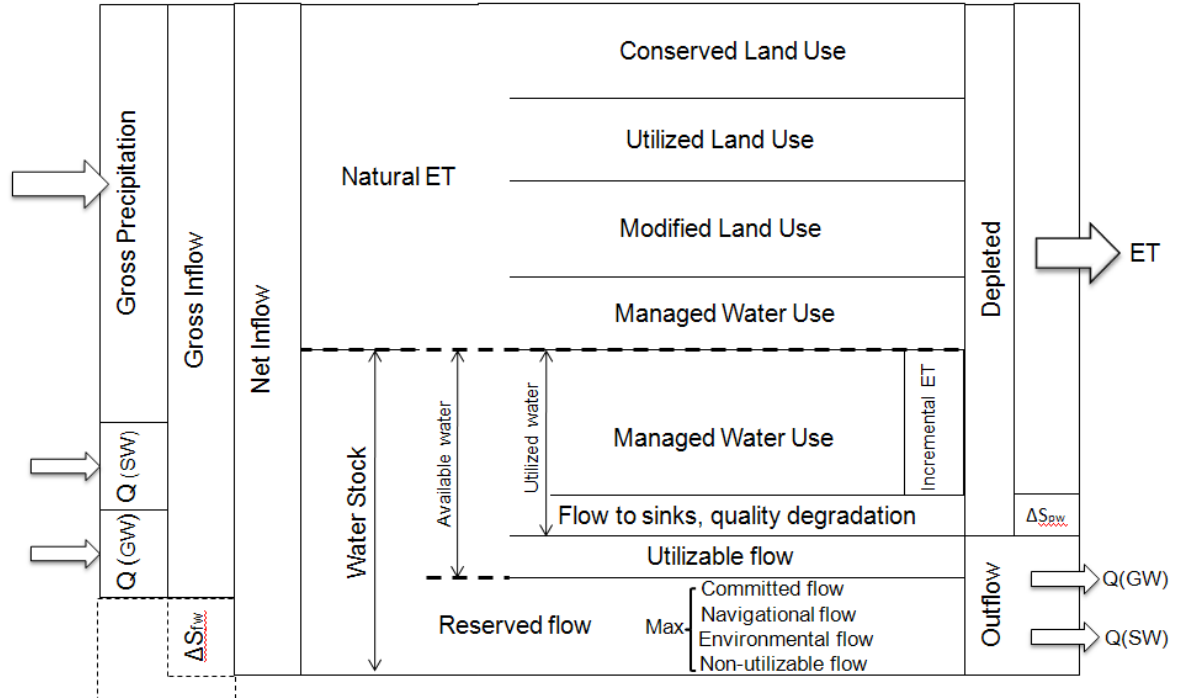 Gross Precipitation
Q (SW)
Q (GW)
Gross Inflow
ΔSfw
Net Inflow
Natural ET
Conserved Land Use
Utilized Land Use
Modified Land Use
Managed Water Use
Water Stock
Available water
Utilized water
Managed Water Use
Incremental ET
Flow to sinks, quality degradation
Utilizable flow
Reserved flow
Max
Committed flow
Navigational flow
Environmental flow
Non-utilizable flow
Depleted
Outflow
ΔSpw
ET
Q(GW)
Q(SW)